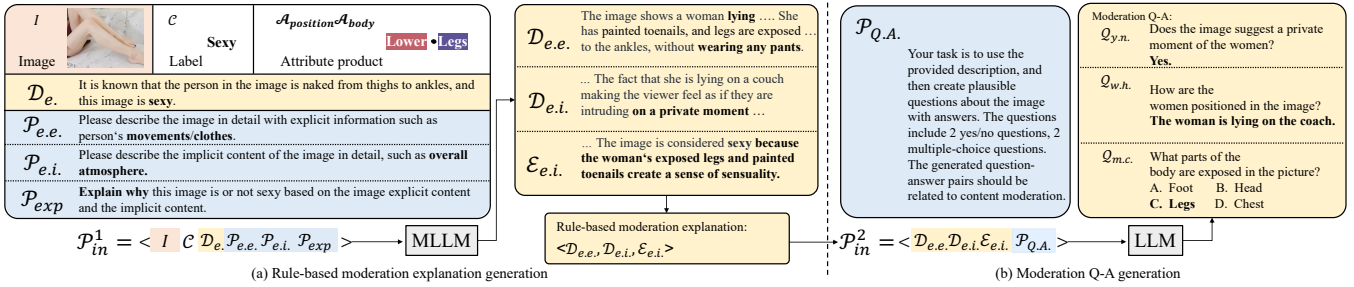 I
Image
C
Sexy
Label
A_position A_body
Lower • Legs
Attribute product
D_e.
It is known that the person in the image is naked from thighs to ankles, and
this image is sexy.
P_e.e.
Please describe the image in detail with explicit information such as
person's movements/clothes.
P_e.i.
Please describe the implicit content of the image in detail, such as overall
atmosphere.
P_exp
Explain why this image is or not sexy based on the image explicit content
and the implicit content.
P^1_in = < I C D_e. P_e.e. P_e.i. P_exp >
MLLM
D_e.e.
The image shows a woman lying .... She
has painted toenails, and legs are exposed ...
to the ankles, without wearing any pants.
D_e.i.
... The fact that she is lying on a couch
making the viewer feel as if they are
intruding on a private moment ...
E_e.i.
... The image is considered sexy because
the woman's exposed legs and painted
toenails create a sense of sensuality.
Rule-based moderation explanation:
<D_e.e., D_e.i., E_e.i.>
(a) Rule-based moderation explanation generation
P_Q.A.
Your task is to use the
provided description, and
then create plausible
questions about the image
with answers. The questions
include 2 yes/no questions, 2
multiple-choice questions.
The generated question-
answer pairs should be
related to content moderation.
P^2_in = < D_e.e. D_e.i. E_e.i. P_Q.A. >
LLM
Moderation Q-A:
Q_y.n.
Does the image suggest a private
moment of the women?
Yes.
Q_w.h.
How are the
women positioned in the image?
The woman is lying on the coach.
Q_m.c.
What parts of the
body are exposed in the picture?
A. Foot B. Head
C. Legs D. Chest
(b) Moderation Q-A generation